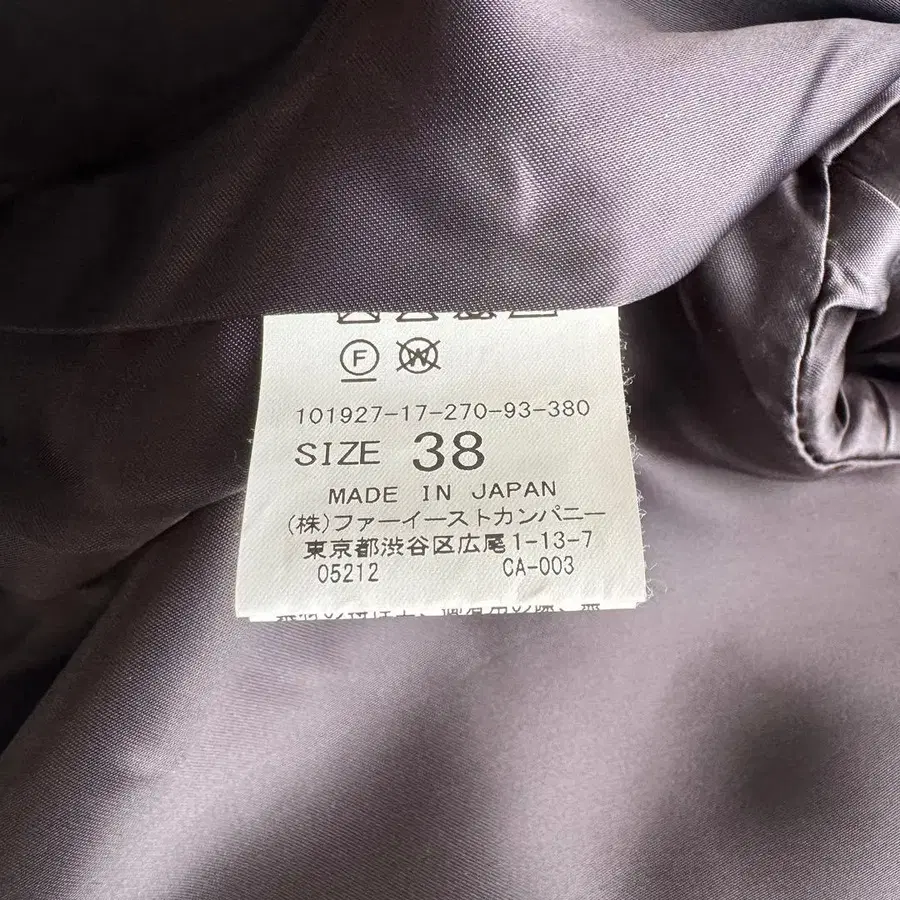 F W
101927-17-270-93-380
SIZE 38
MADE IN JAPAN
(株)ファーイーストカンパニー
東京都渋谷区広尾1-13-7
05212 CA-003